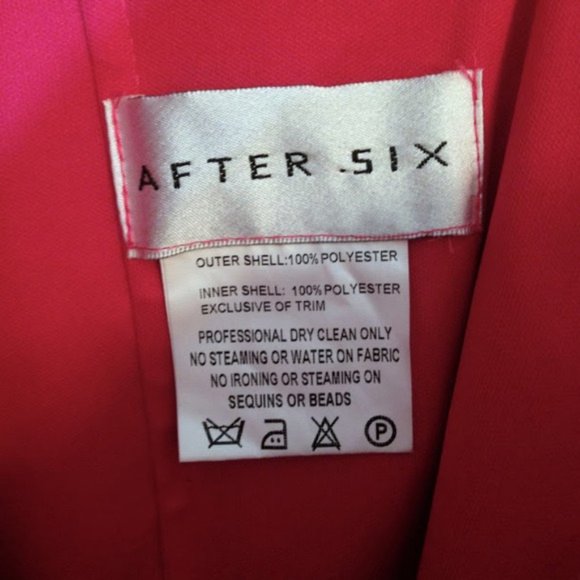 AFTER SIX
OUTER SHELL:100% POLYESTER
INNER SHELL: 100% POLYESTER
EXCLUSIVE OF TRIM
PROFESSIONAL DRY CLEAN ONLY
NO STEAMING OR WATER ON FABRIC
NO IRONING OR STEAMING ON
SEQUINS OR BEADS
P